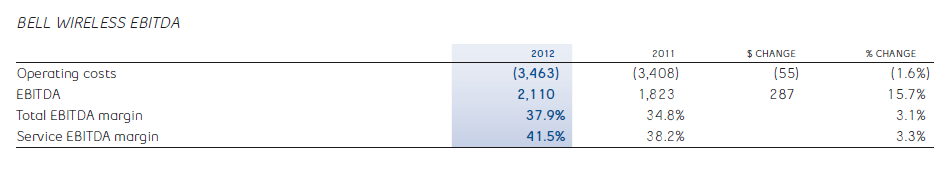 BELL WIRELESS EBITDA
2012 2011 $ CHANGE % CHANGE
Operating costs (3,463) (3,408) (55) (1.6%)
EBITDA 2,110 1,823 287 15.7%
Total EBITDA margin 37.9% 34.8% 3.1%
Service EBITDA margin 41.5% 38.2% 3.3%